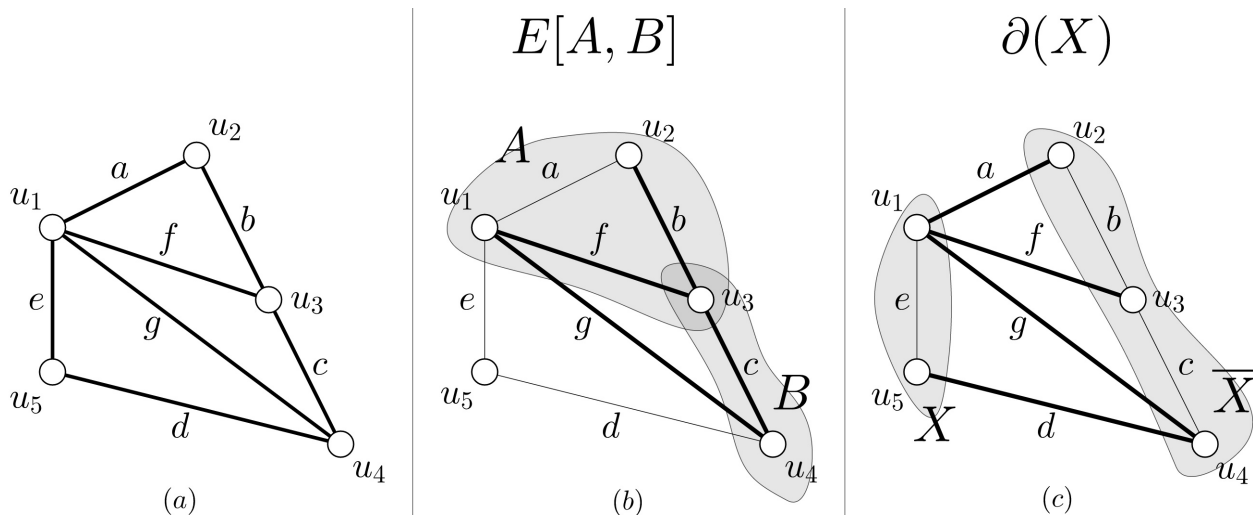 E[A, B]
∂(X)
u₂
a
u₁
b
f
e
u₃
g
c
u₅
d
u₄
(a)
A
u₂
a
u₁
b
f
e
u₃
g
c
B
u₅
d
u₄
(b)
u₂
a
u₁
b
f
e
u₃
g
c
X̅
u₅
X
d
u₄
(c)